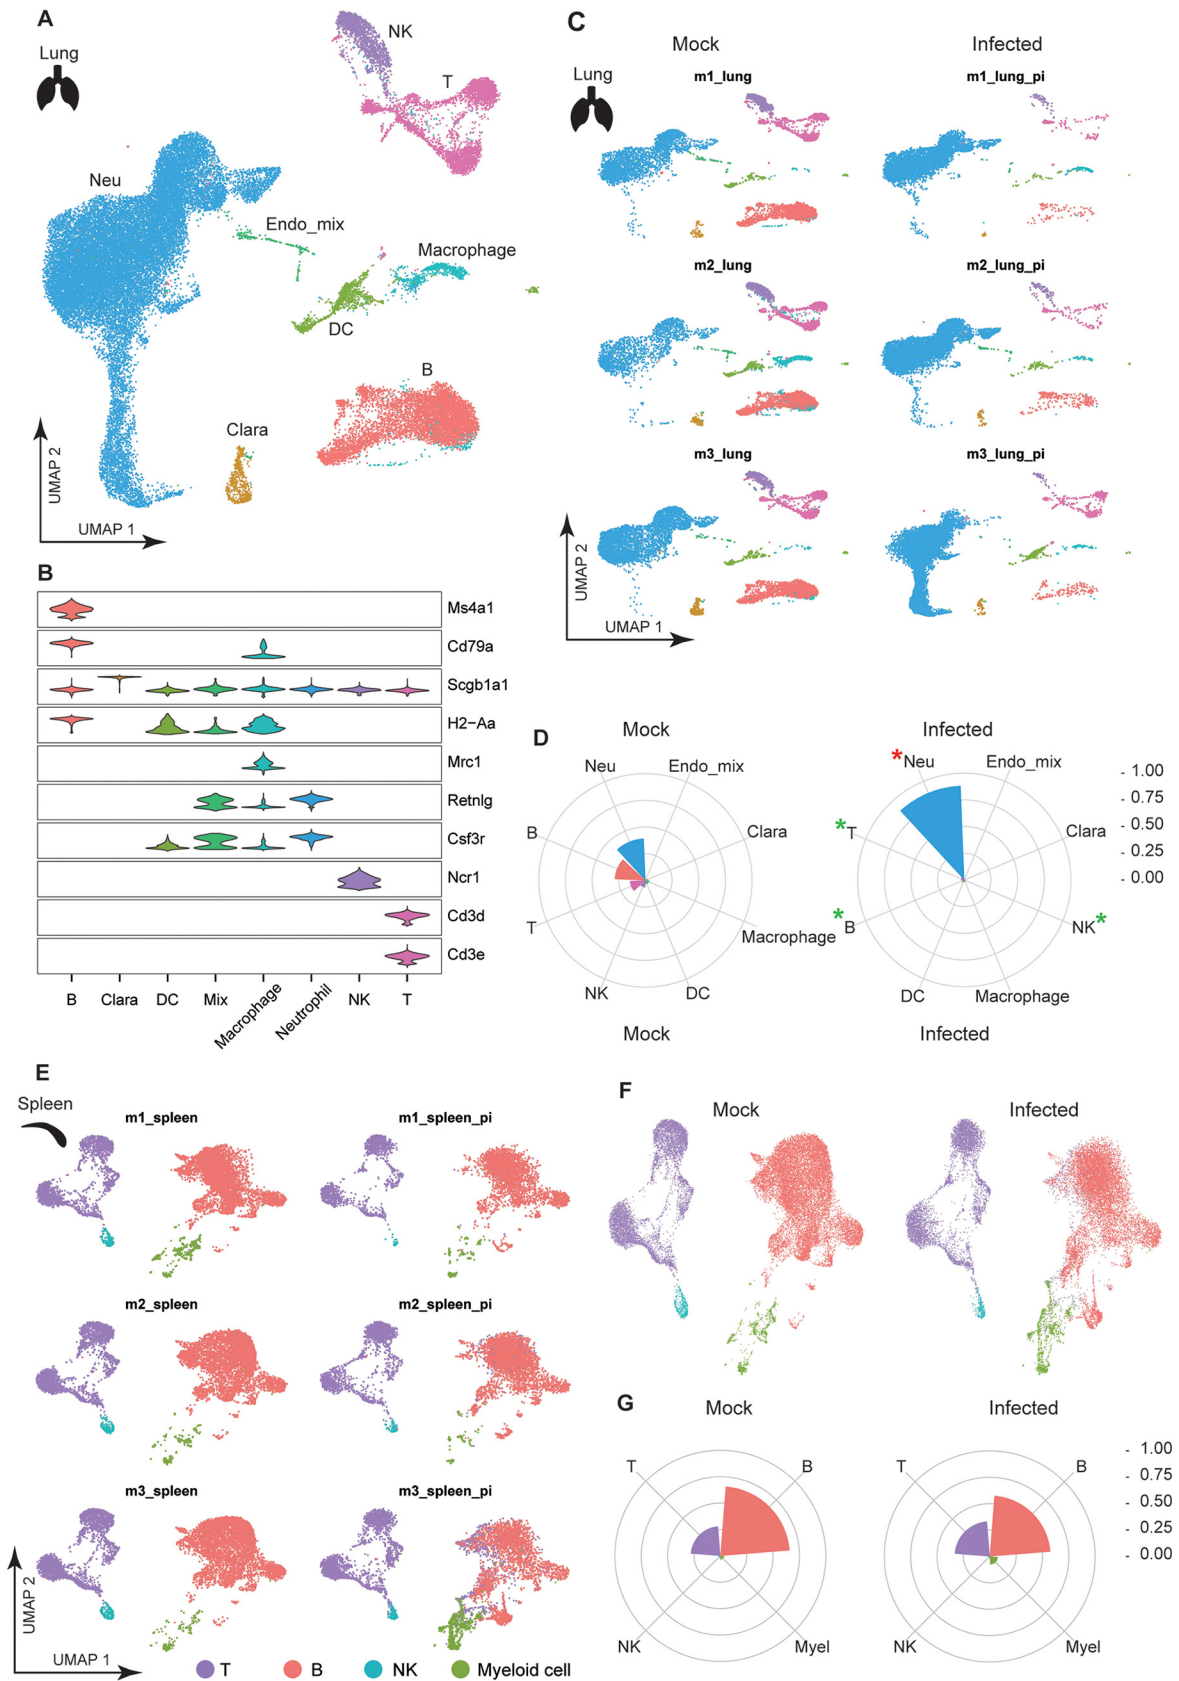 A
Lung
NK
T
Neu
Endo_mix
Macrophage
DC
B
Clara
UMAP 2
UMAP 1
B
Ms4a1
Cd79a
Scgb1a1
H2−Aa
Mrc1
Retnlg
Csf3r
Ncr1
Cd3d
Cd3e
B Clara DC Mix Macrophage Neutrophil NK T
C
Mock Infected
Lung
m1_lung m1_lung_pi
m2_lung m2_lung_pi
m3_lung m3_lung_pi
UMAP 2
UMAP 1
D
Mock Infected
Neu Endo_mix
B Clara
T Macrophage
NK DC
* Neu Endo_mix
* T Clara
* B NK *
DC Macrophage
- 1.00
- 0.75
- 0.50
- 0.25
- 0.00
Mock Infected
E
Spleen
m1_spleen m1_spleen_pi
m2_spleen m2_spleen_pi
m3_spleen m3_spleen_pi
UMAP 2
UMAP 1
T B NK Myeloid cell
F
Mock Infected
G
Mock Infected
T B T B
NK Myel NK Myel
- 1.00
- 0.75
- 0.50
- 0.25
- 0.00